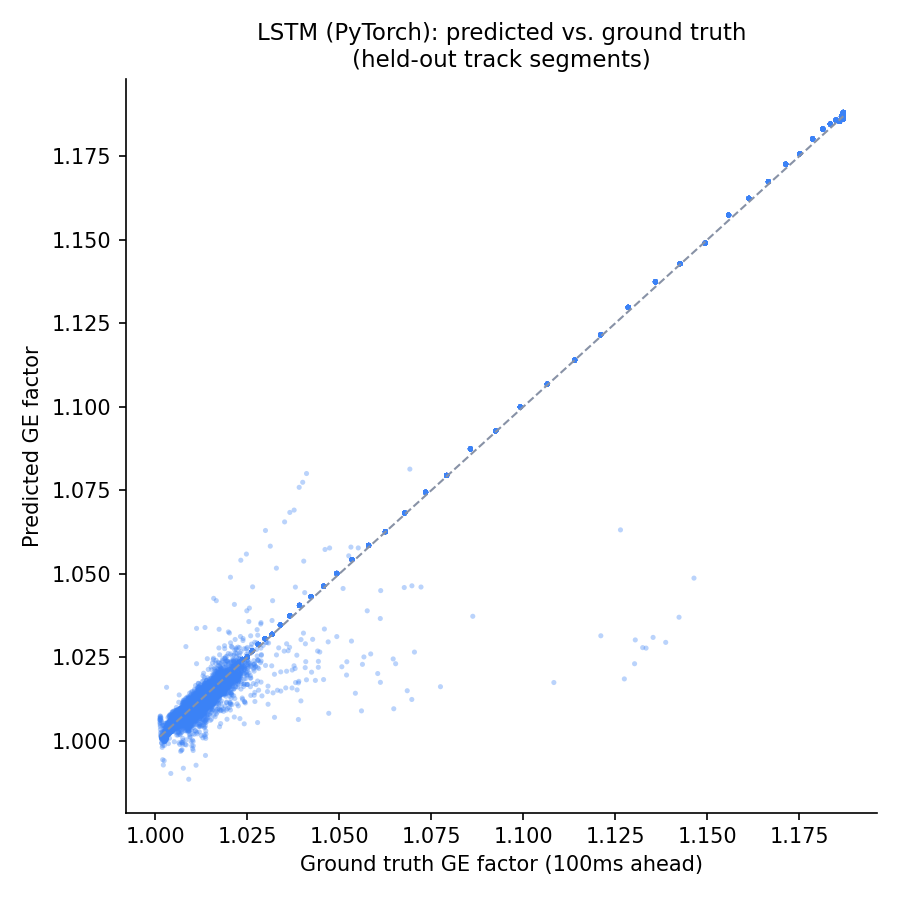 LSTM (PyTorch): predicted vs. ground truth
(held-out track segments)
Predicted GE factor
1.175
1.150
1.125
1.100
1.075
1.050
1.025
1.000
1.000 1.025 1.050 1.075 1.100 1.125 1.150 1.175
Ground truth GE factor (100ms ahead)